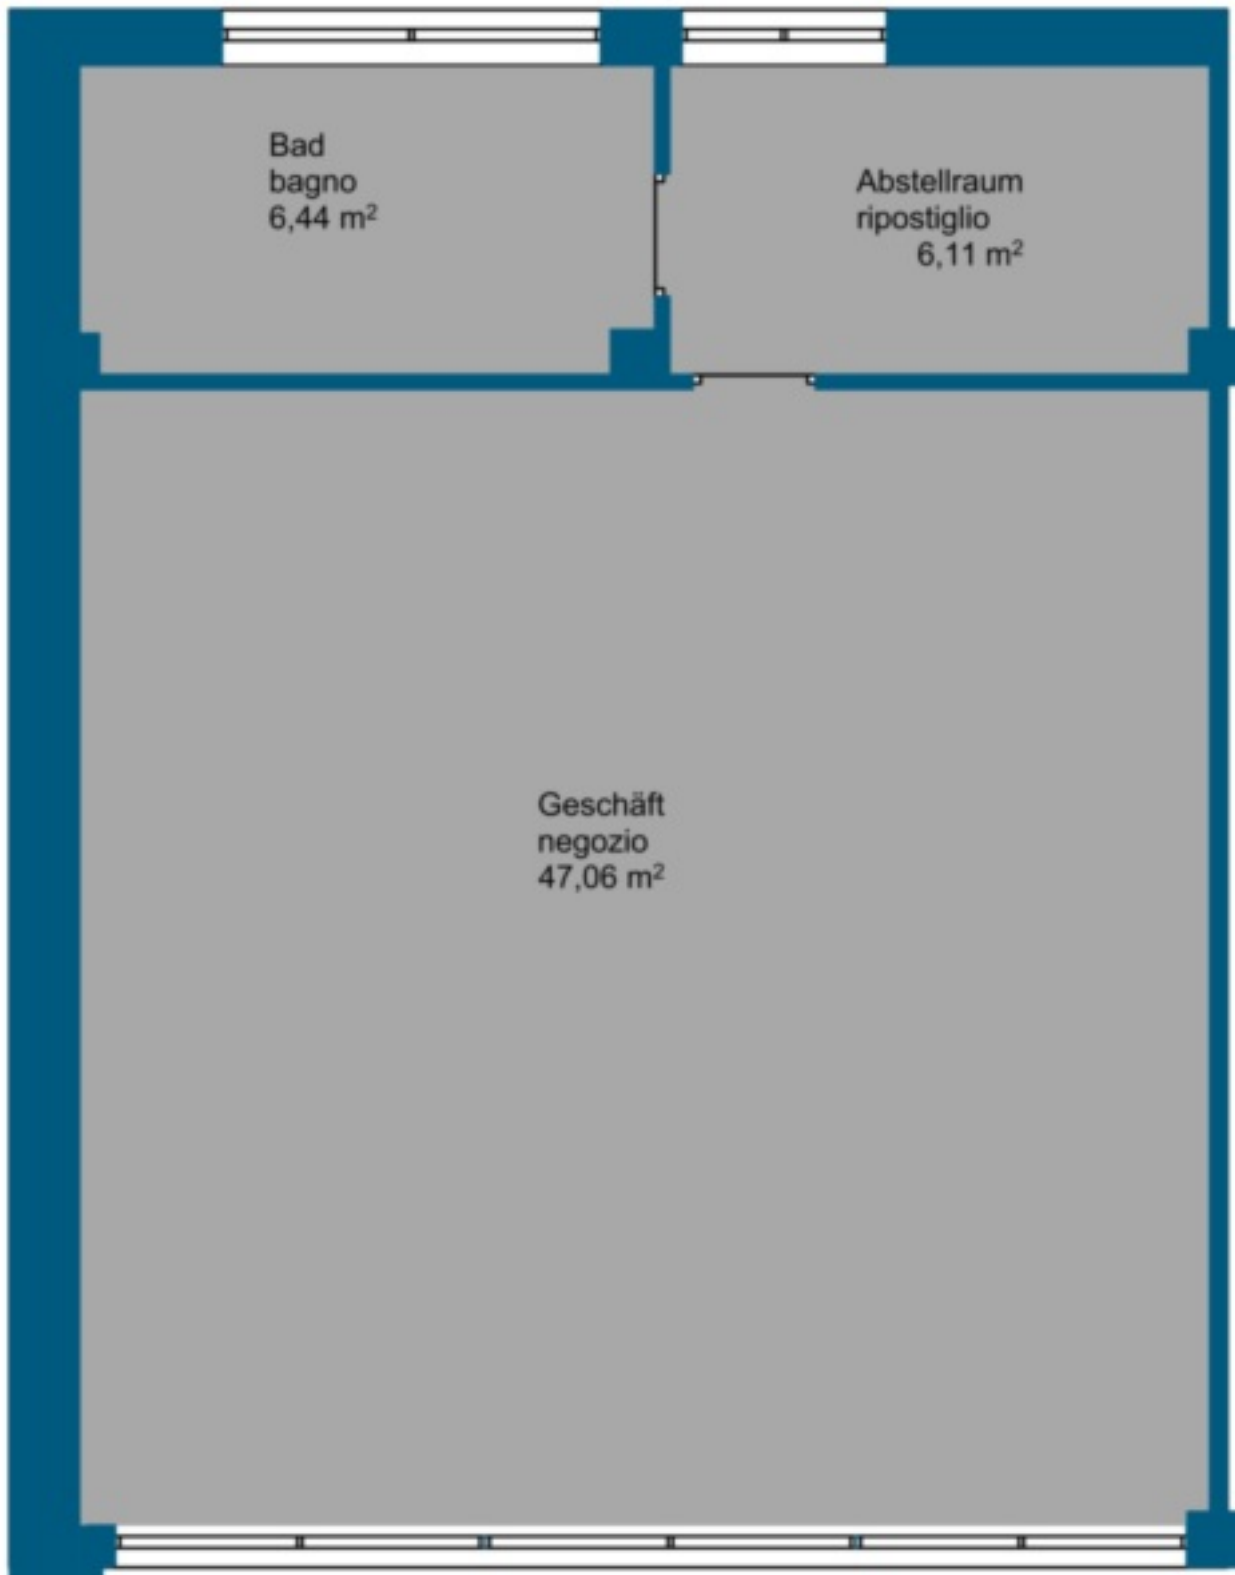 Bad
bagno
6,44 m²
Abstellraum
ripostiglio
6,11 m²
Geschäft
negozio
47,06 m²